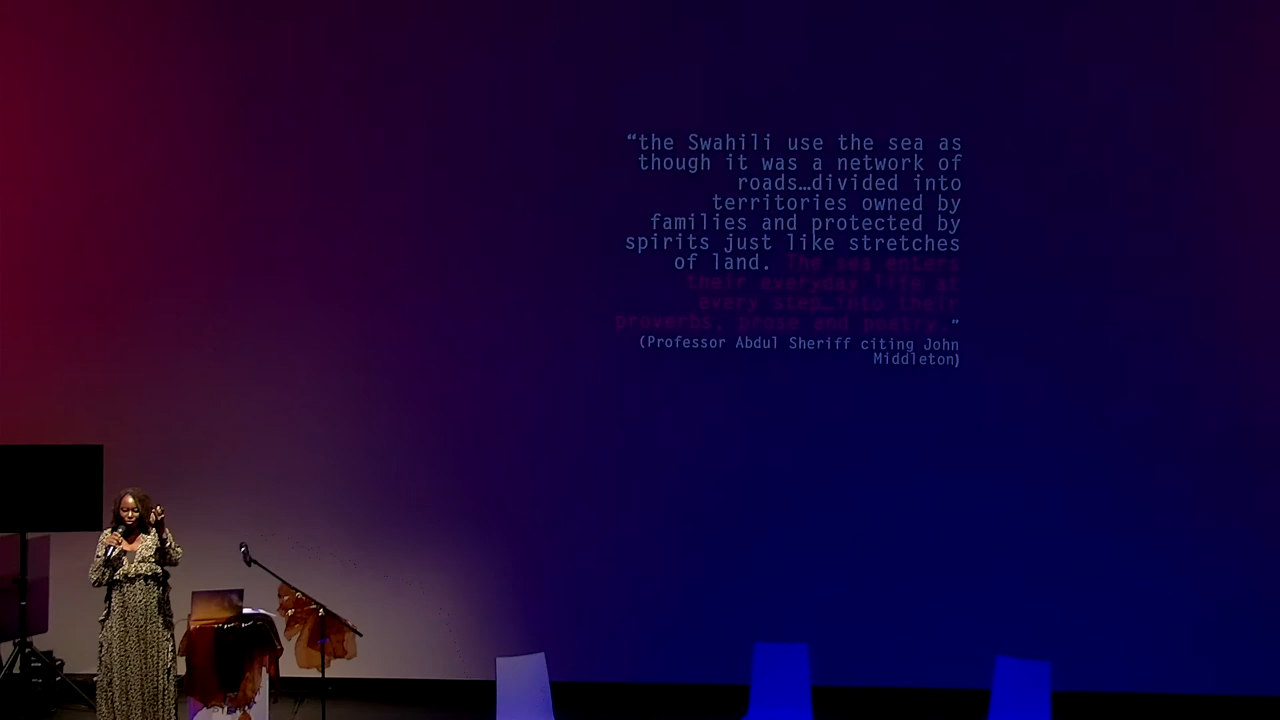 “the Swahili use the sea as
though it was a network of
roads…divided into
territories owned by
families and protected by
spirits just like stretches
of land. The sea enters
their everyday life at
every step…into their
proverbs, prose and poetry.”
(Professor Abdul Sheriff citing John
Middleton)